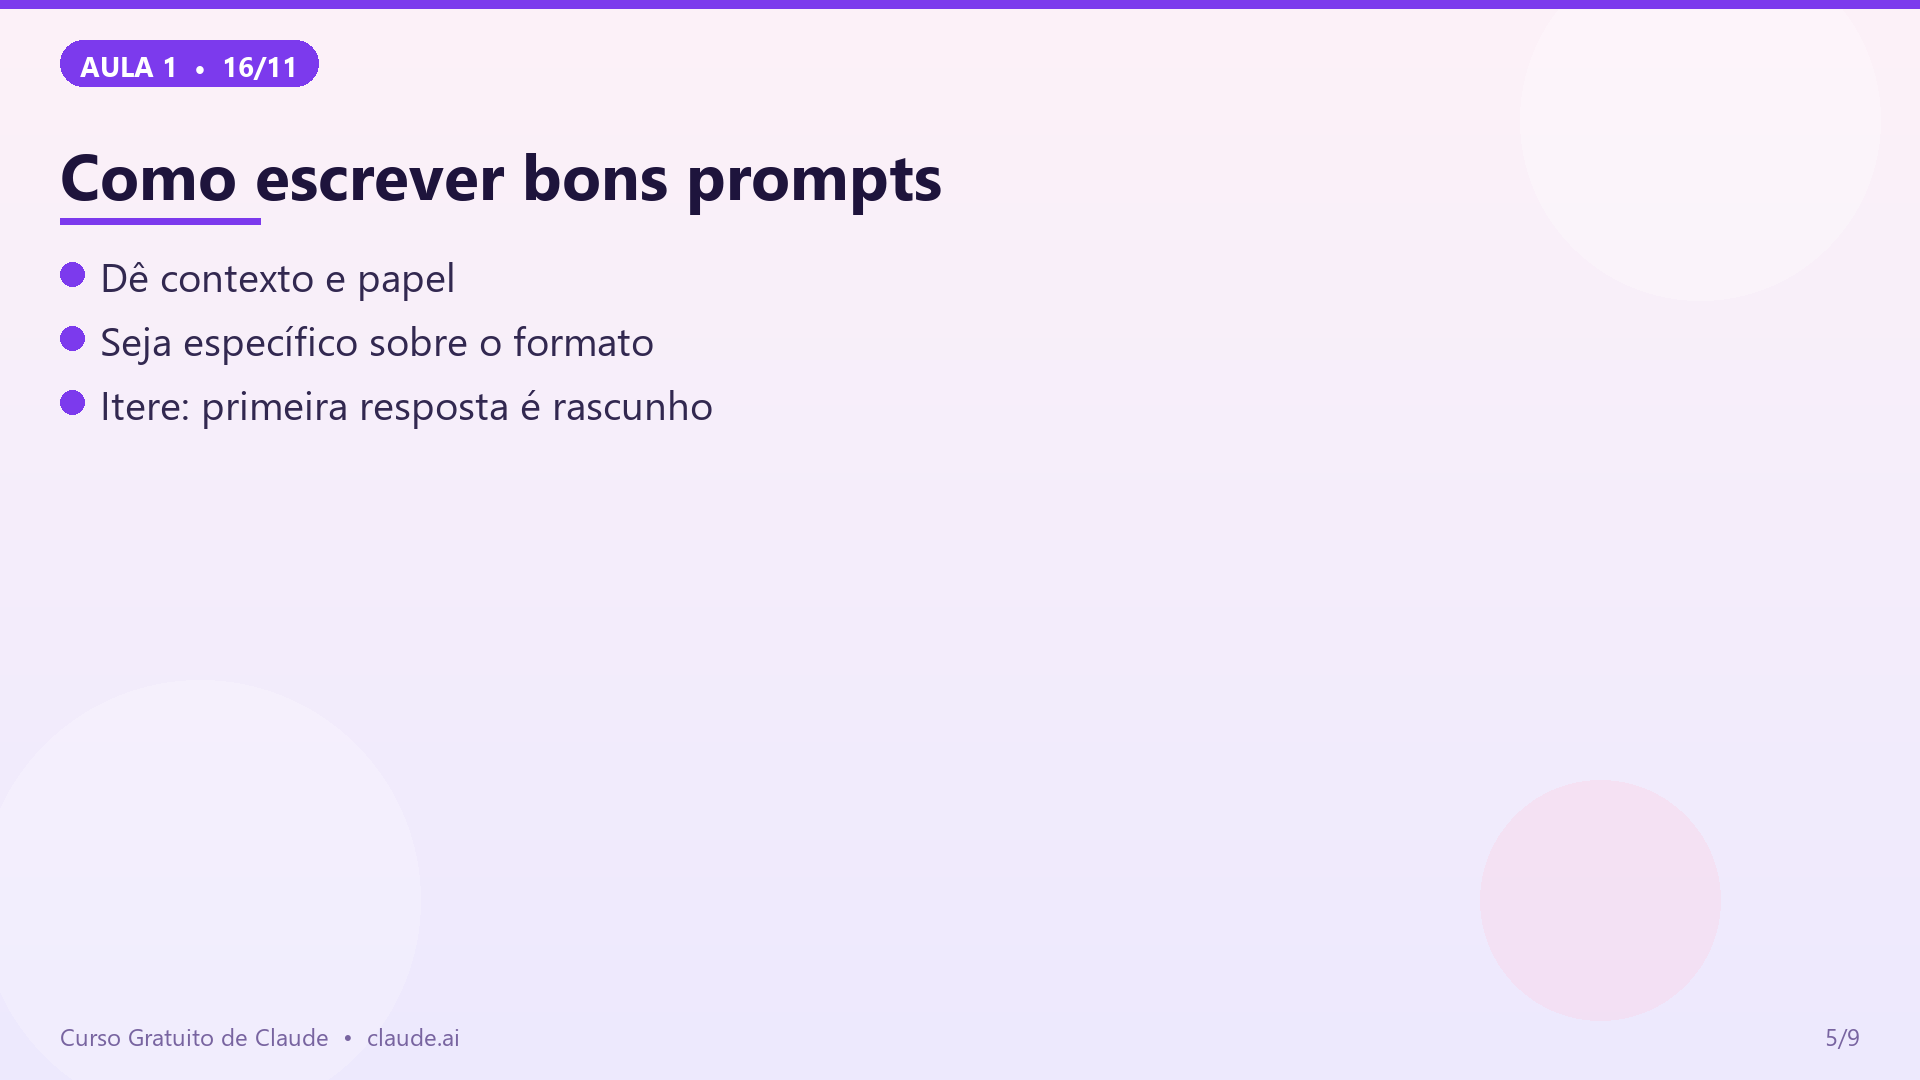 AULA 1 • 16/11
Como escrever bons prompts
Dê contexto e papel
Seja específico sobre o formato
Itere: primeira resposta é rascunho
Curso Gratuito de Claude • claude.ai
5/9